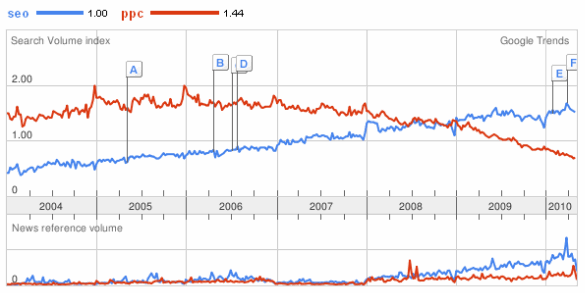 seo 1.00 ppc 1.44
Search Volume index Google Trends
F
B
D
A
E
2.00
1.00
0
2004 2005 2006 2007 2008 2009 2010
News reference volume
0